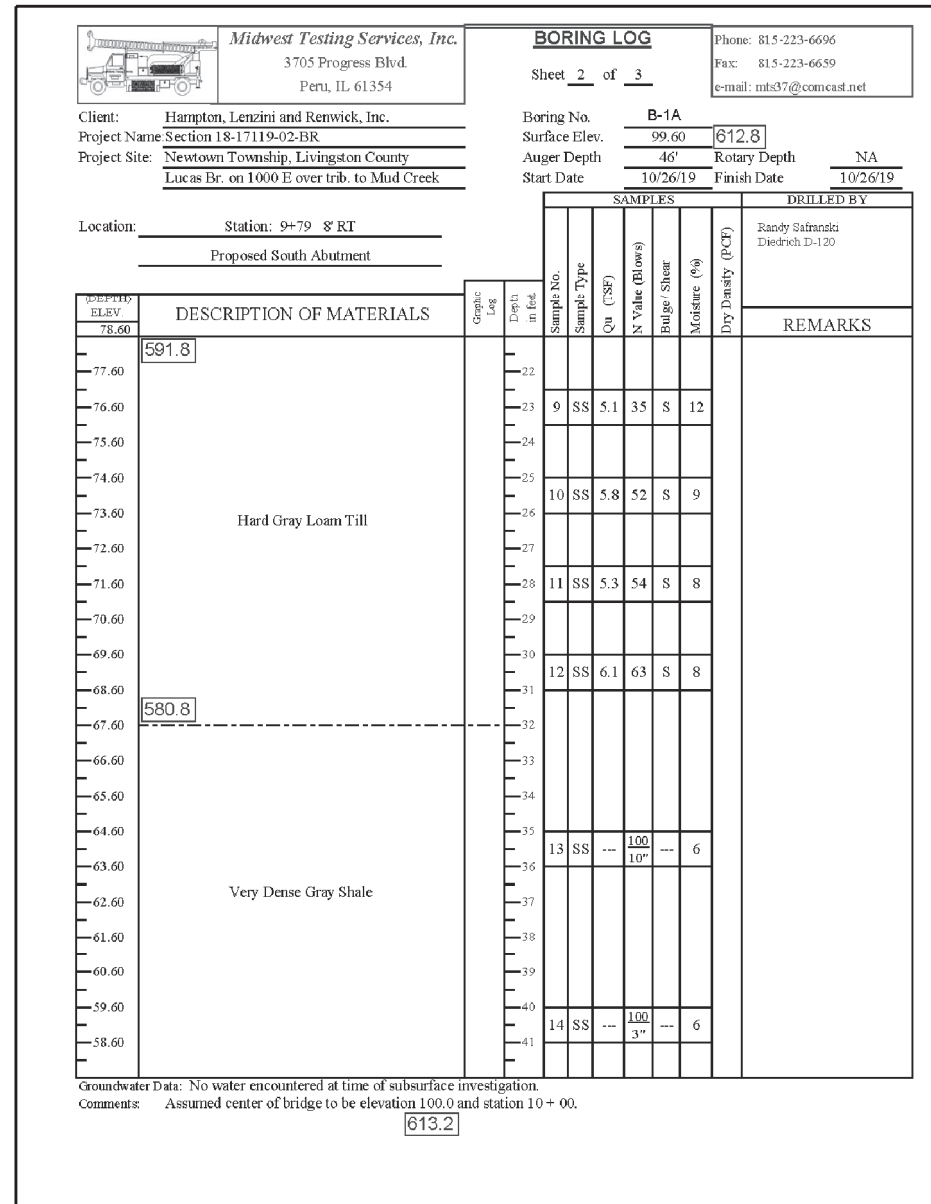 Midwest Testing Services, Inc.
3705 Progress Blvd.
Peru, IL 61354
BORING LOG
Sheet 2 of 3
Phone: 815-223-6696
Fax: 815-223-6659
e-mail: mts37@comcast.net
Client: Hampton, Lenzini and Renwick, Inc.
Project Name: Section 18-17119-02-BR
Project Site: Newtown Township, Livingston County
Lucas Br. on 1000 E over trib. to Mud Creek
Boring No. B-1A
Surface Elev. 99.60 612.8
Auger Depth 46' Rotary Depth NA
Start Date 10/26/19 Finish Date 10/26/19
Location: Station: 9+79 8' RT
Proposed South Abutment
SAMPLES
DRILLED BY
Randy Safranski
Diedrich D-120
(DEPTH)
ELEV.
78.60
DESCRIPTION OF MATERIALS
Graphic Log
Depth in feet
Sample No.
Sample Type
Qu (TSF)
N Value (Blows)
Bulge / Shear
Moisture (%)
Dry Density (PCF)
REMARKS
591.8
77.60 22
76.60 23 9 SS 5.1 35 S 12
75.60 24
74.60 25
10 SS 5.8 52 S 9
73.60 26
Hard Gray Loam Till
72.60 27
71.60 28 11 SS 5.3 54 S 8
70.60 29
69.60 30
12 SS 6.1 63 S 8
68.60 31
580.8
67.60 32
66.60 33
65.60 34
64.60 35
13 SS --- 100/10" --- 6
63.60 36
Very Dense Gray Shale
62.60 37
61.60 38
60.60 39
59.60 40
14 SS --- 100/3" --- 6
58.60 41
Groundwater Data: No water encountered at time of subsurface investigation.
Comments: Assumed center of bridge to be elevation 100.0 and station 10 + 00.
613.2